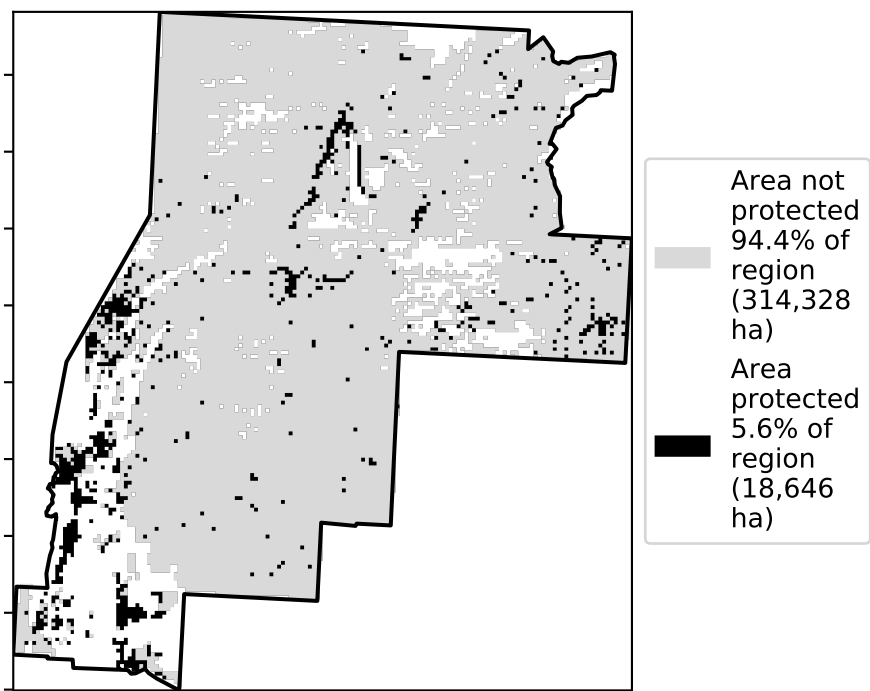 Area not
protected
94.4% of
region
(314,328
ha)
Area
protected
5.6% of
region
(18,646
ha)